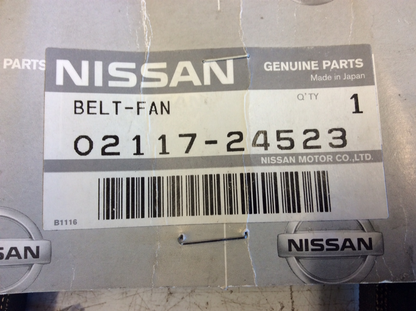 PARTS
NISSAN
GENUINE PARTS
Made in Japan
BELT-FAN
Q'TY
1
02117-24523
NISSAN MOTOR CO.,LTD.
B1116
SAN
NISSAN